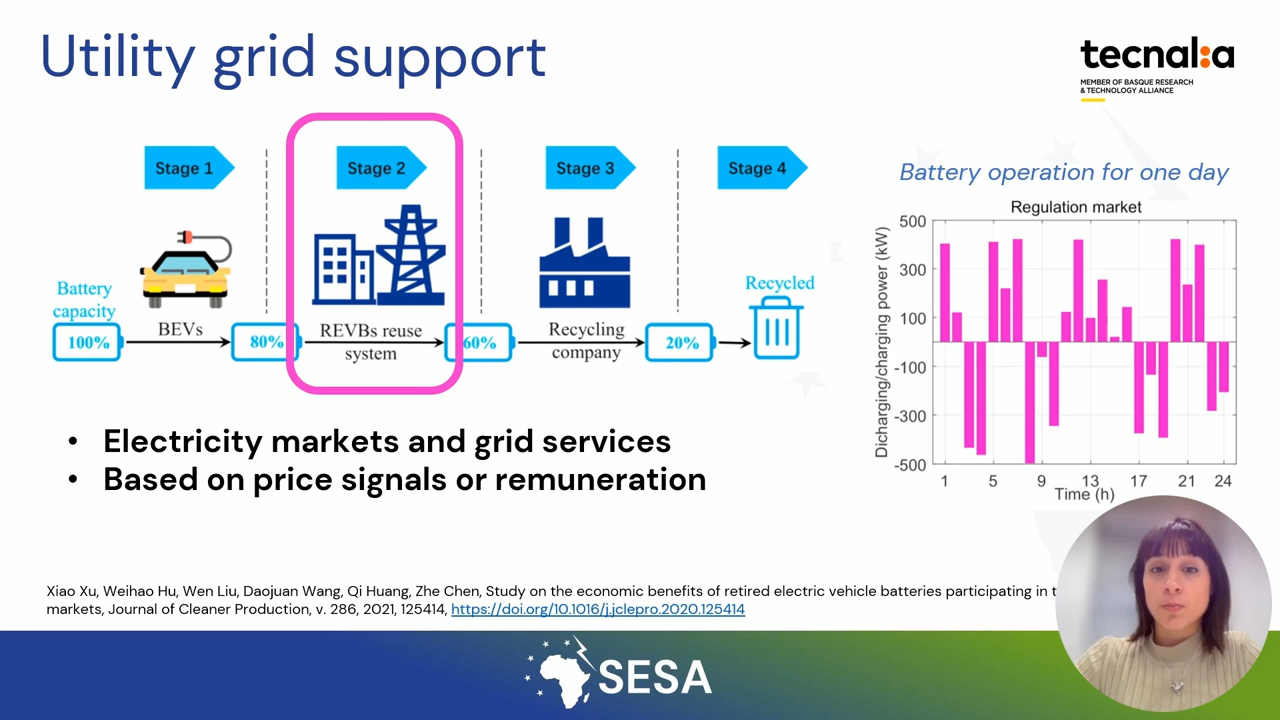 Utility grid support
tecnalia
MEMBER OF BASQUE RESEARCH
& TECHNOLOGY ALLIANCE
Stage 1
Stage 2
Stage 3
Stage 4
Battery
capacity
100%
BEVs
80%
REVBs reuse
system
60%
Recycling
company
20%
Recycled
Battery operation for one day
Regulation market
Dicharging/charging power (kW)
500
300
100
-100
-300
-500
1
5
9
13
17
21
24
Time (h)
• Electricity markets and grid services
• Based on price signals or remuneration
Xiao Xu, Weihao Hu, Wen Liu, Daojuan Wang, Qi Huang, Zhe Chen, Study on the economic benefits of retired electric vehicle batteries participating in
markets, Journal of Cleaner Production, v. 286, 2021, 125414, https://doi.org/10.1016/j.jclepro.2020.125414
SESA